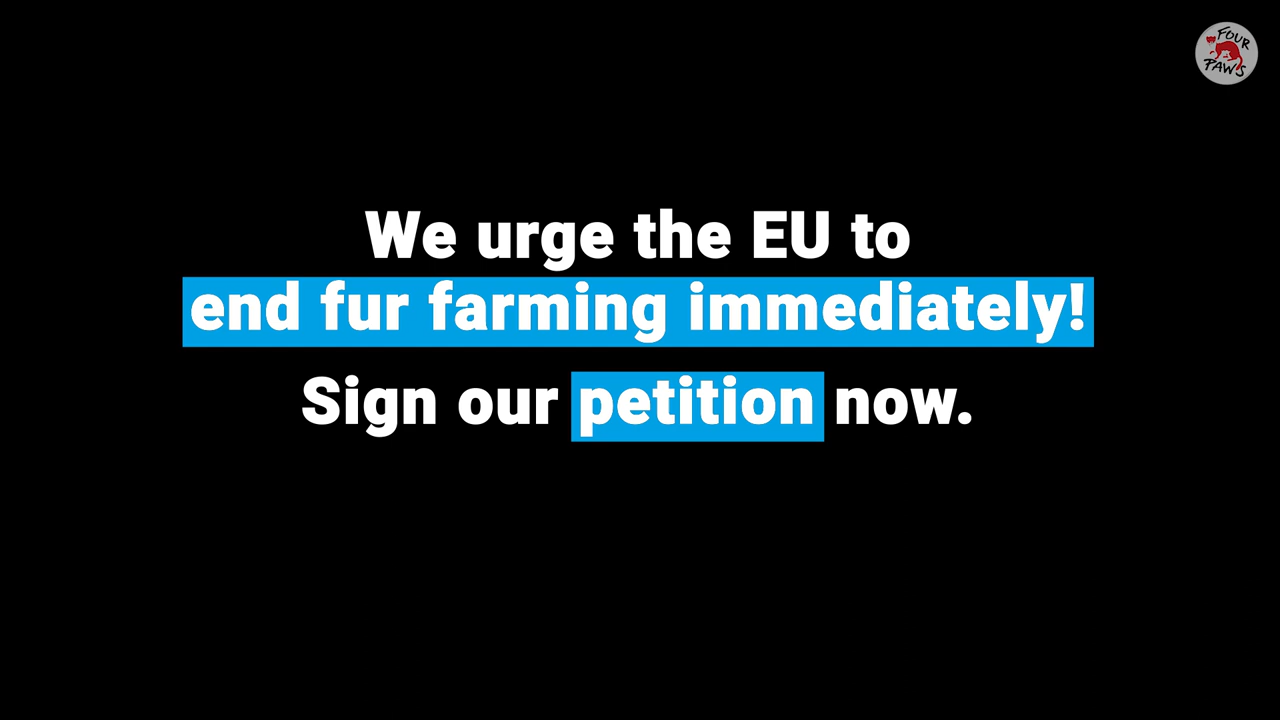 FOUR
PAWS
We urge the EU to
end fur farming immediately!
Sign our petition now.